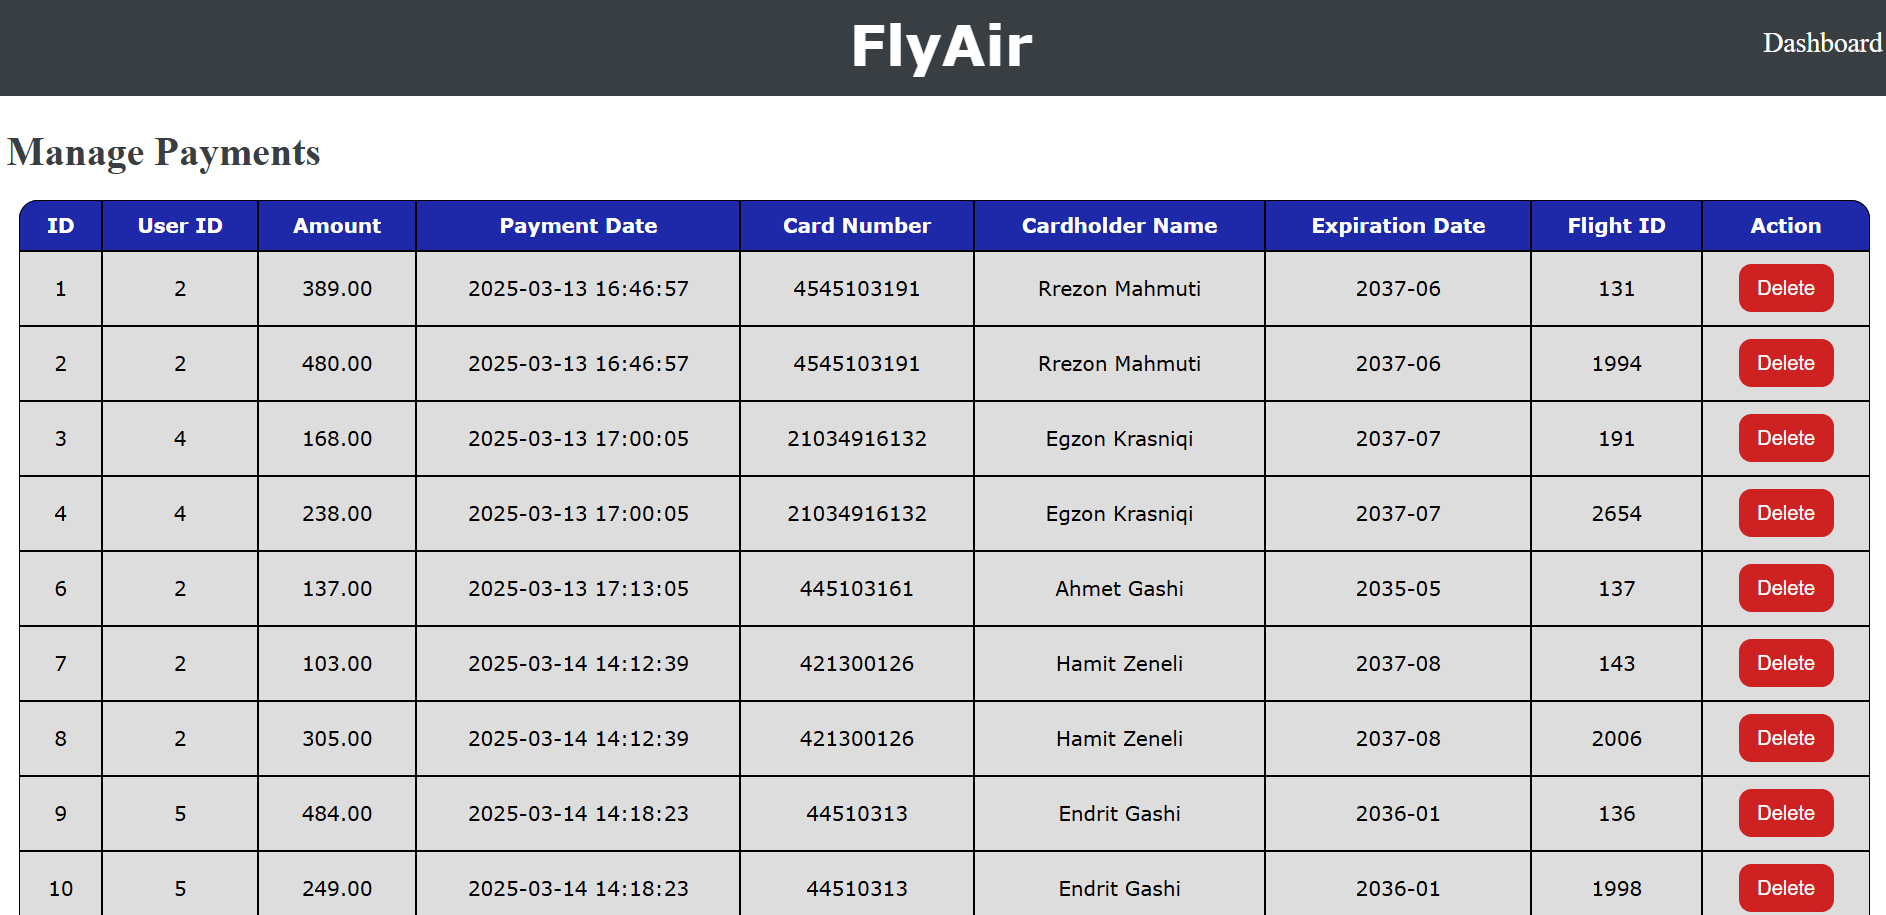 FlyAir
Dashboard
Manage Payments
ID User ID Amount Payment Date Card Number Cardholder Name Expiration Date Flight ID Action
1 2 389.00 2025-03-13 16:46:57 4545103191 Rrezon Mahmuti 2037-06 131 Delete
2 2 480.00 2025-03-13 16:46:57 4545103191 Rrezon Mahmuti 2037-06 1994 Delete
3 4 168.00 2025-03-13 17:00:05 21034916132 Egzon Krasniqi 2037-07 191 Delete
4 4 238.00 2025-03-13 17:00:05 21034916132 Egzon Krasniqi 2037-07 2654 Delete
6 2 137.00 2025-03-13 17:13:05 445103161 Ahmet Gashi 2035-05 137 Delete
7 2 103.00 2025-03-14 14:12:39 421300126 Hamit Zeneli 2037-08 143 Delete
8 2 305.00 2025-03-14 14:12:39 421300126 Hamit Zeneli 2037-08 2006 Delete
9 5 484.00 2025-03-14 14:18:23 44510313 Endrit Gashi 2036-01 136 Delete
10 5 249.00 2025-03-14 14:18:23 44510313 Endrit Gashi 2036-01 1998 Delete